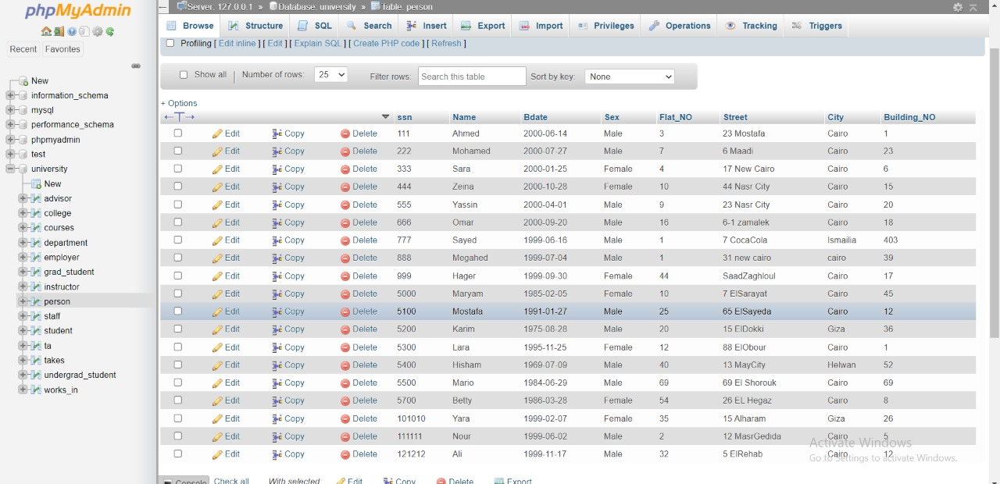 phpMyAdmin
Recent Favorites
New
information_schema
mysql
performance_schema
phpmyadmin
test
university
New
advisor
college
courses
department
employer
grad_student
instructor
person
staff
student
ta
takes
undergrad_student
works_in
Server: 127.0.0.1 » Database: university » Table: person
Browse Structure SQL Search Insert Export Import Privileges Operations Tracking Triggers
Profiling [ Edit inline ] [ Edit ] [ Explain SQL ] [ Create PHP code ] [ Refresh ]
Show all | Number of rows: 25 Filter rows: Search this table Sort by key: None
+ Options
←T→ ssn Name Bdate Sex Flat_NO Street City Building_NO
Edit Copy Delete 111 Ahmed 2000-06-14 Male 3 23 Mostafa Cairo 1
Edit Copy Delete 222 Mohamed 2000-07-27 Male 7 6 Maadi Cairo 23
Edit Copy Delete 333 Sara 2000-01-25 Female 4 17 New Cairo Cairo 6
Edit Copy Delete 444 Zeina 2000-10-28 Female 10 44 Nasr City Cairo 15
Edit Copy Delete 555 Yassin 2000-04-01 Male 9 23 Nasr City Cairo 20
Edit Copy Delete 666 Omar 2000-09-20 Male 16 6-1 zamalek Cairo 18
Edit Copy Delete 777 Sayed 1999-06-16 Male 1 7 CocaCola Ismailia 403
Edit Copy Delete 888 Megahed 1999-07-04 Male 1 31 new cairo cairo 39
Edit Copy Delete 999 Hager 1999-09-30 Female 44 SaadZaghloul Cairo 17
Edit Copy Delete 5000 Maryam 1985-02-05 Female 10 7 ElSarayat Cairo 45
Edit Copy Delete 5100 Mostafa 1991-01-27 Male 25 65 ElSayeda Cairo 12
Edit Copy Delete 5200 Karim 1975-08-28 Male 20 15 ElDokki Giza 36
Edit Copy Delete 5300 Lara 1995-11-25 Female 12 88 ElObour Cairo 1
Edit Copy Delete 5400 Hisham 1969-07-09 Male 40 13 MayCity Helwan 52
Edit Copy Delete 5500 Mario 1984-06-29 Male 69 69 El Shorouk Cairo 69
Edit Copy Delete 5700 Betty 1986-03-28 Female 54 26 EL Hegaz Cairo 8
Edit Copy Delete 101010 Yara 1999-02-07 Female 35 15 Alharam Giza 26
Edit Copy Delete 111111 Nour 1999-06-02 Male 2 12 MasrGedida Cairo 5
Edit Copy Delete 121212 Ali 1999-11-17 Male 32 5 ElRehab Cairo 12
Activate Windows
Go to Settings to activate Windows.
Console Check all With selected: Edit Copy Delete Export